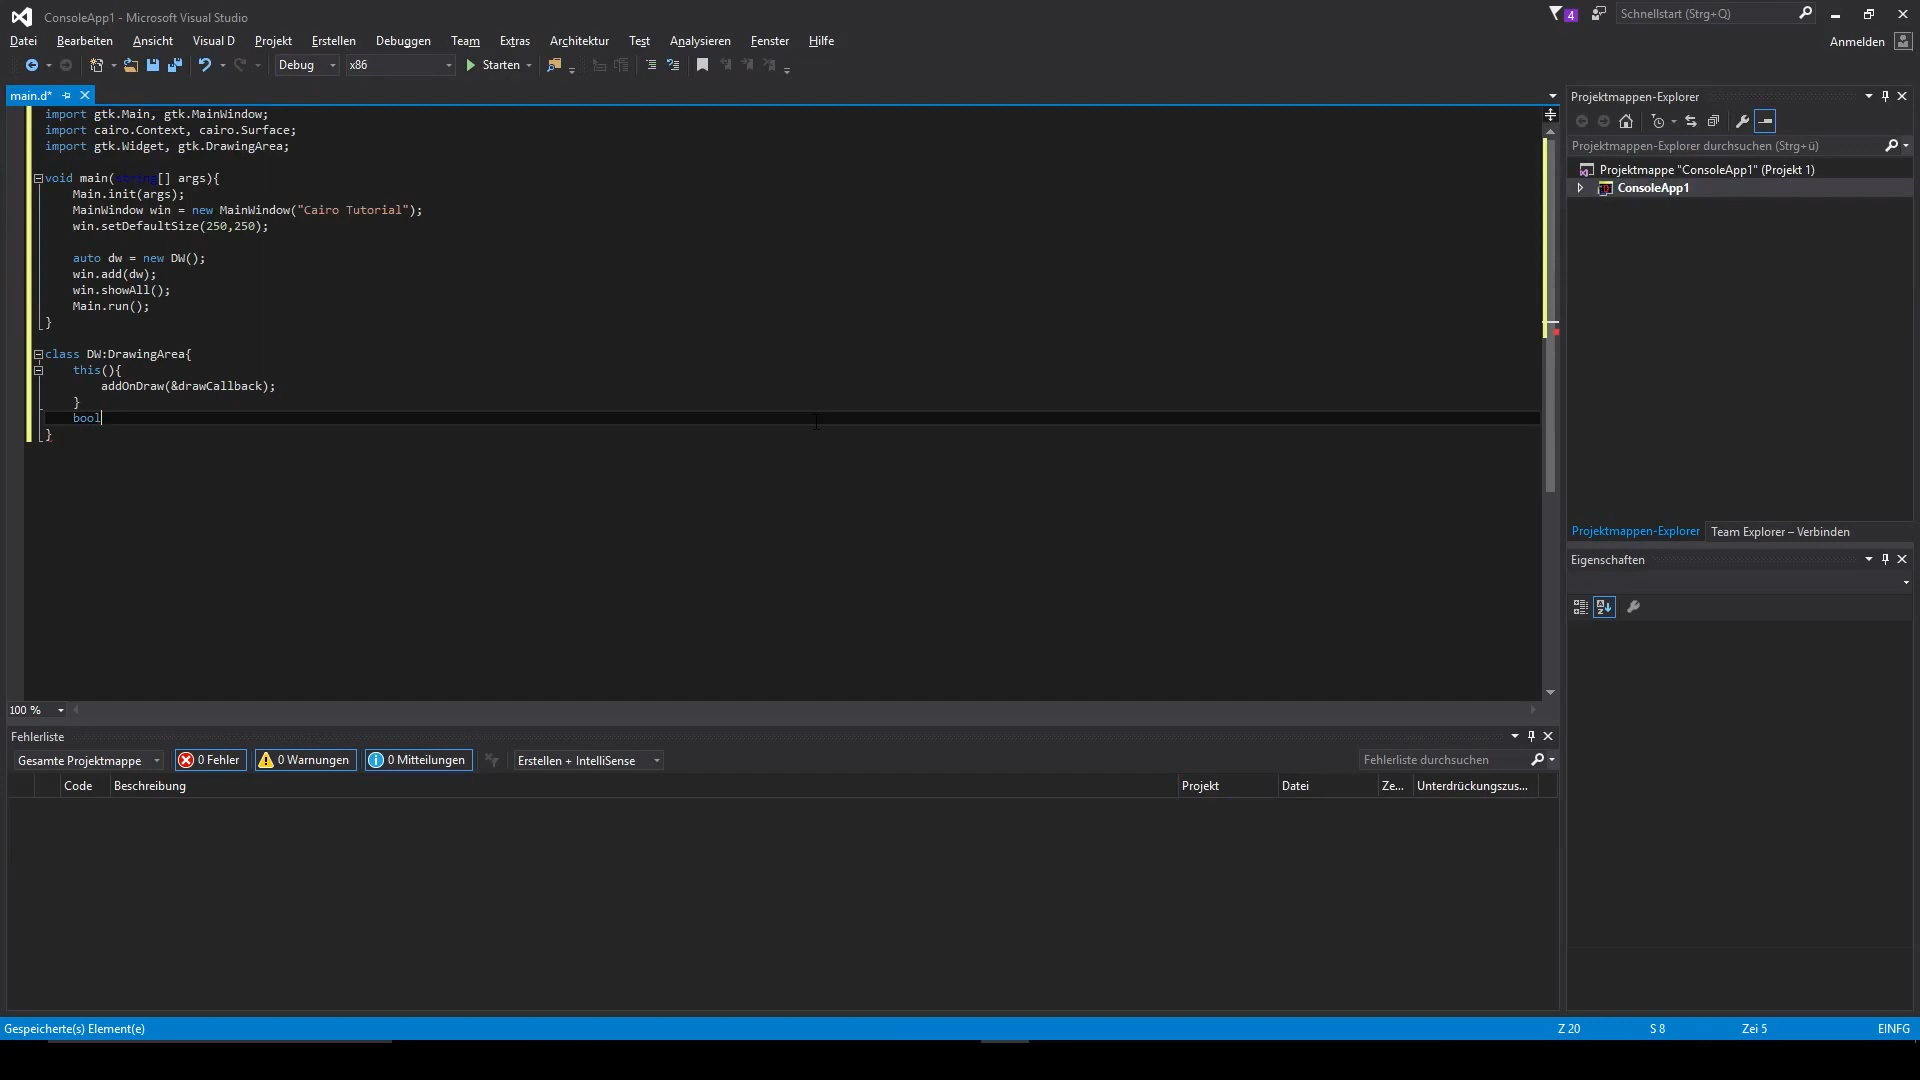 ConsoleApp1 - Microsoft Visual Studio
4
Schnellstart (Strg+Q)
Datei Bearbeiten Ansicht Visual D Projekt Erstellen Debuggen Team Extras Architektur Test Analysieren Fenster Hilfe
Anmelden
Debug x86 Starten
main.d*
import gtk.Main, gtk.MainWindow;
import cairo.Context, cairo.Surface;
import gtk.Widget, gtk.DrawingArea;
void main(string[] args){
Main.init(args);
MainWindow win = new MainWindow("Cairo Tutorial");
win.setDefaultSize(250,250);
auto dw = new DW();
win.add(dw);
win.showAll();
Main.run();
}
class DW:DrawingArea{
this(){
addOnDraw(&drawCallback);
}
bool
}
100 %
Projektmappen-Explorer
Projektmappen-Explorer durchsuchen (Strg+ü)
Projektmappe "ConsoleApp1" (Projekt 1)
ConsoleApp1
Projektmappen-Explorer Team Explorer – Verbinden
Eigenschaften
Fehlerliste
Gesamte Projektmappe 0 Fehler 0 Warnungen 0 Mitteilungen Erstellen + IntelliSense Fehlerliste durchsuchen
Code Beschreibung Projekt Datei Ze... Unterdrückungszus...
Gespeicherte(s) Element(e) Z 20 S 8 Zei 5 EINFG